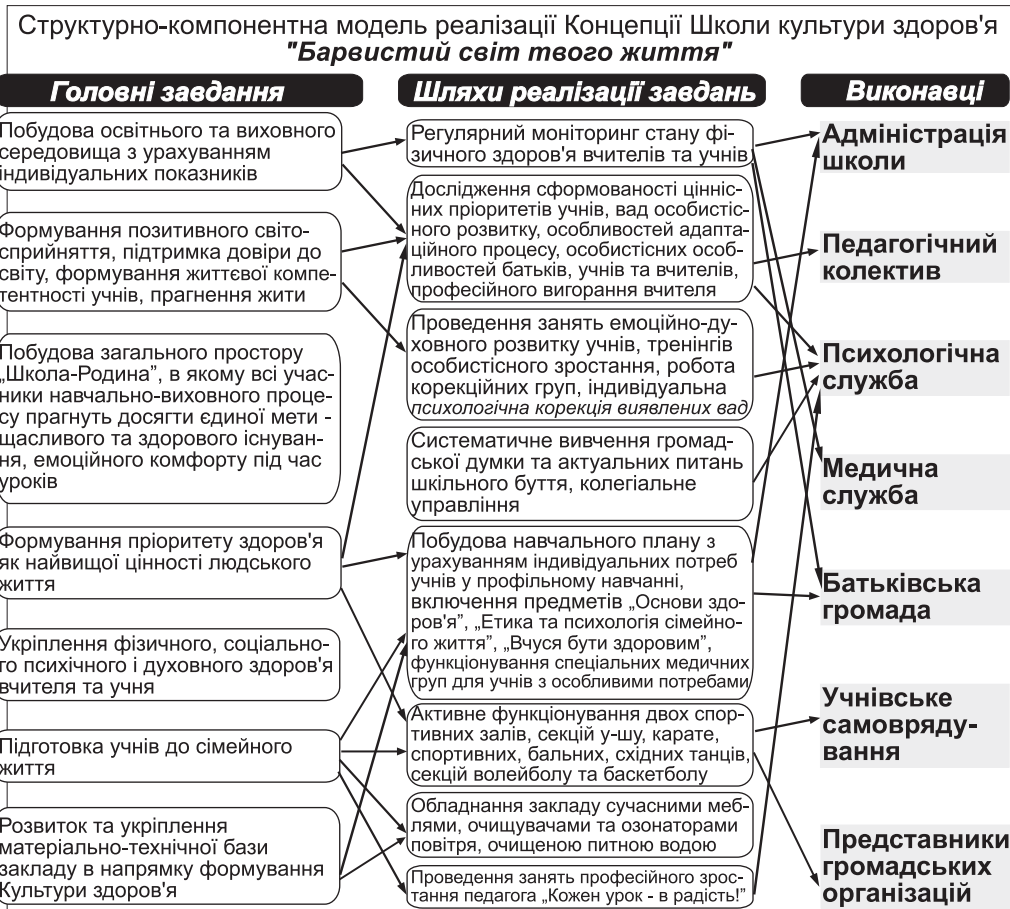 Структурно-компонентна модель реалізації Концепції Школи культури здоров'я
"Барвистий світ твого життя"
Головні завдання
Побудова освітнього та виховного
середовища з урахуванням
індивідуальних показників
Формування позитивного світо-
сприйняття, підтримка довіри до
світу, формування життєвої компе-
тентності учнів, прагнення жити
Побудова загального простору
„Школа-Родина", в якому всі учас-
ники навчально-виховного проце-
су прагнуть досягти єдиної мети -
щасливого та здорового існуван-
ня, емоційного комфорту під час
уроків
Формування пріоритету здоров'я
як найвищої цінності людського
життя
Укріплення фізичного, соціально-
го психічного і духовного здоров'я
вчителя та учня
Підготовка учнів до сімейного
життя
Розвиток та укріплення
матеріально-технічної бази
закладу в напрямку формування
Культури здоров'я
Шляхи реалізації завдань
Регулярний моніторинг стану фі-
зичного здоров'я вчителів та учнів
Дослідження сформованості цінніс-
них пріоритетів учнів, вад особистіс-
ного розвитку, особливостей адапта-
ційного процесу, особистісних особ-
ливостей батьків, учнів та вчителів,
професійного вигорання вчителя
Проведення занять емоційно-ду-
ховного розвитку учнів, тренінгів
особистісного зростання, робота
корекційних груп, індивідуальна
психологічна корекція виявлених вад
Систематичне вивчення громад-
ської думки та актуальних питань
шкільного буття, колегіальне
управління
Побудова навчального плану з
урахуванням індивідуальних потреб
учнів у профільному навчанні,
включення предметів „Основи здо-
ров'я", „Етика та психологія сімейно-
го життя", „Вчуся бути здоровим",
функціонування спеціальних медичних
груп для учнів з особливими потребами
Активне функціонування двох спор-
тивних залів, секцій у-шу, карате,
спортивних, бальних, східних танців,
секцій волейболу та баскетболу
Обладнання закладу сучасними меб-
лями, очищувачами та озонаторами
повітря, очищеною питною водою
Проведення занять професійного зрос-
тання педагога „Кожен урок - в радість!"
Виконавці
Адміністрація
школи
Педагогічний
колектив
Психологічна
служба
Медична
служба
Батьківська
громада
Учнівське
самовряду-
вання
Представники
громадських
організацій